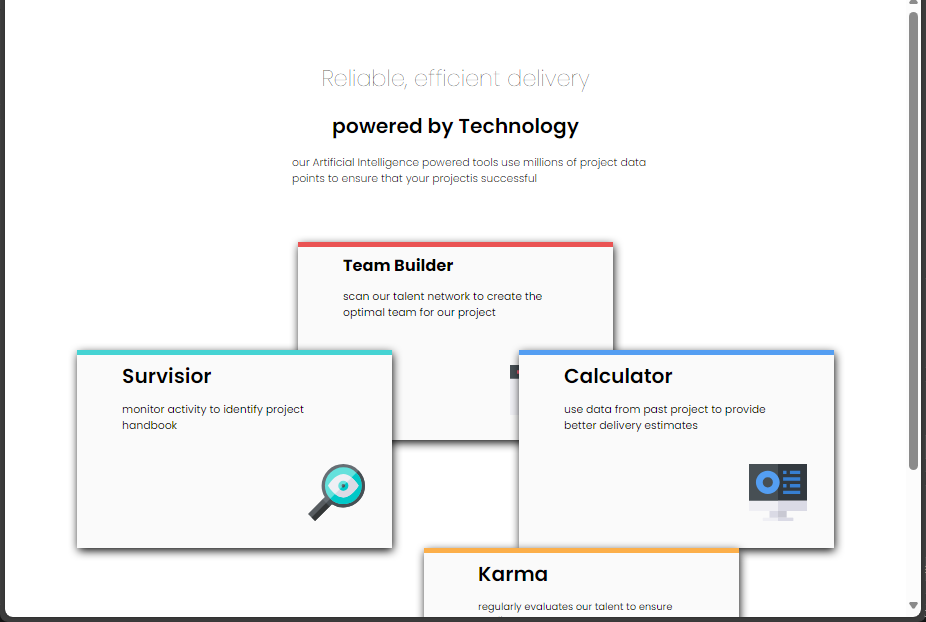 Reliable, efficient delivery
powered by Technology
our Artificial Intelligence powered tools use millions of project data
points to ensure that your projectis successful
Team Builder
scan our talent network to create the
optimal team for our project
Survisior
monitor activity to identify project
handbook
Calculator
use data from past project to provide
better delivery estimates
Karma
regularly evaluates our talent to ensure